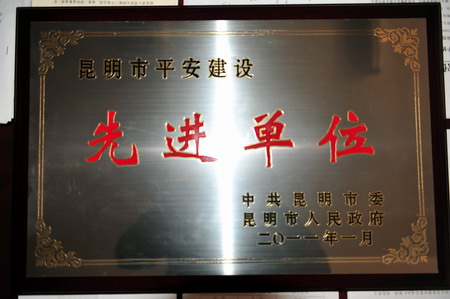 昆明市平安建设
先进单位
中共昆明市委
昆明市人民政府
二〇一一年一月